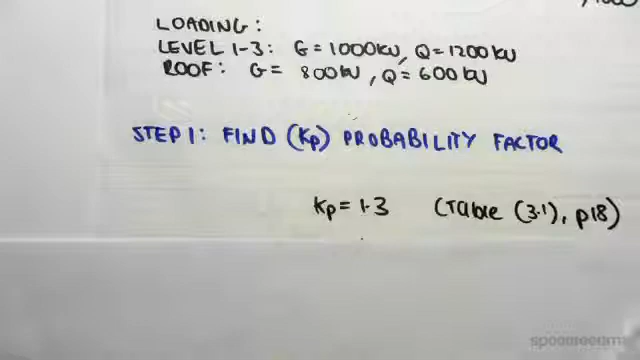 LOADING:
LEVEL 1-3: G = 1000kN, Q = 1200kN
ROOF: G = 800kN, Q = 600kN
STEP 1: FIND (Kp) PROBABILITY FACTOR
Kp = 1.3 (Table (3.1), p18)